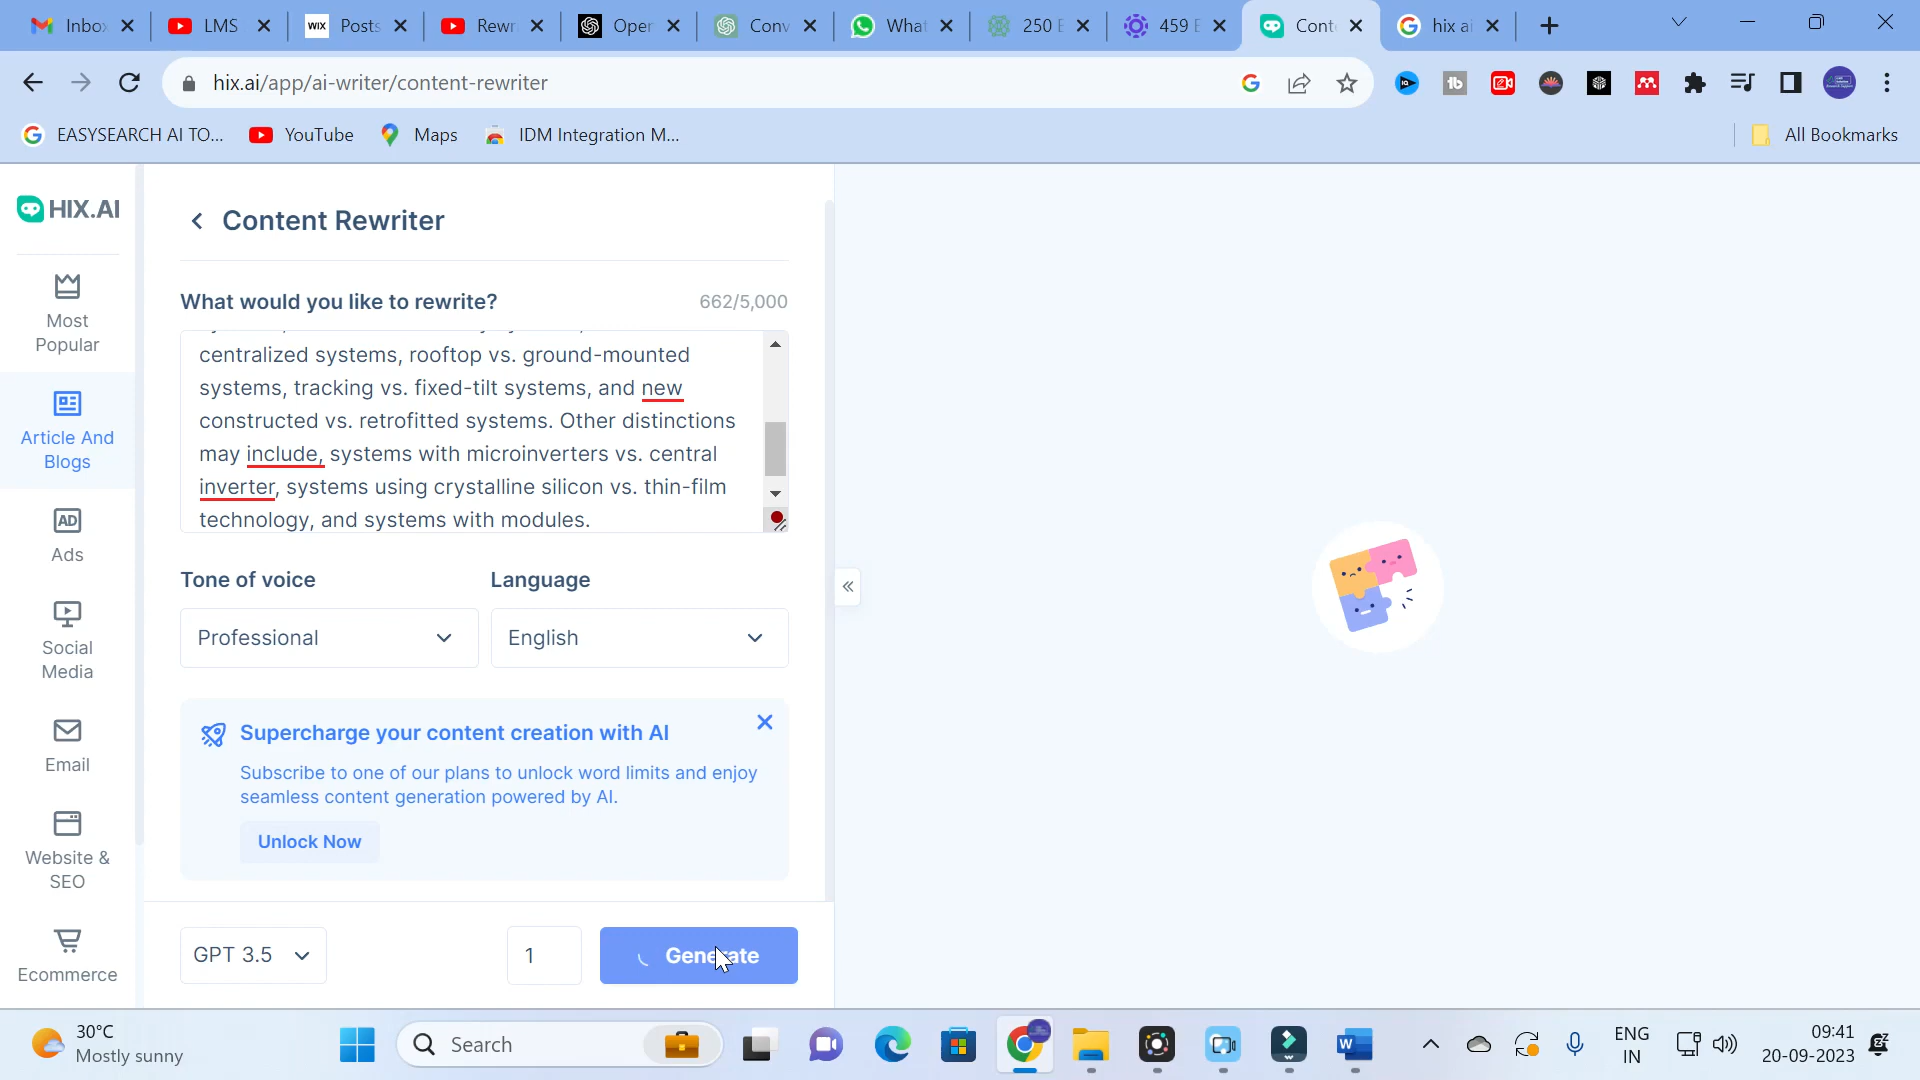 Inbo
LMS
WIX
Posts
Rewr
Open
Conv
What
250 E
459 E
Cont
hix ai
hix.ai/app/ai-writer/content-rewriter
EASYSEARCH AI TO...
YouTube
Maps
IDM Integration M...
All Bookmarks
HIX.AI
Most
Popular
Article And
Blogs
AD
Ads
Social
Media
Email
Website &
SEO
Ecommerce
Content Rewriter
What would you like to rewrite?
662/5,000
centralized systems, rooftop vs. ground-mounted
systems, tracking vs. fixed-tilt systems, and new
constructed vs. retrofitted systems. Other distinctions
may include, systems with microinverters vs. central
inverter, systems using crystalline silicon vs. thin-film
technology, and systems with modules.
Tone of voice
Language
Professional
English
Supercharge your content creation with AI
Subscribe to one of our plans to unlock word limits and enjoy
seamless content generation powered by AI.
Unlock Now
GPT 3.5
1
Generate
30°C
Mostly sunny
Search
ENG
IN
09:41
20-09-2023